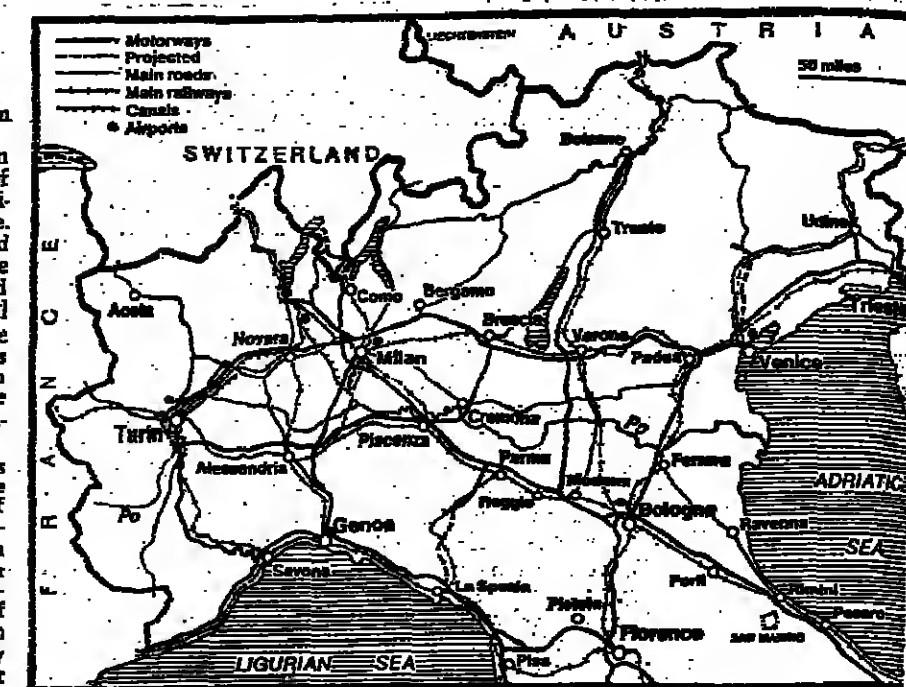 AUSTRIA
LIECHTENSTEIN
Motorways
Projected
Main roads
Main railways
Canals
Airports
50 miles
SWITZERLAND
Bolzano
Trento
Udine
FRANCE
Aosta
Como
Bergamo
Brescia
Trieste
Novara
Milan
Verona
Padua
Venice
Turin
Cremona
Po
Piacenza
Alessandria
Parma
Ferrara
ADRIATIC
SEA
Reggio
Modena
Po
Bologna
Ravenna
Genoa
Savona
Forli
La Spezia
Rimini
Pistoia
Pesaro
Florence
SAN MARINO
Pisa
LIGURIAN SEA